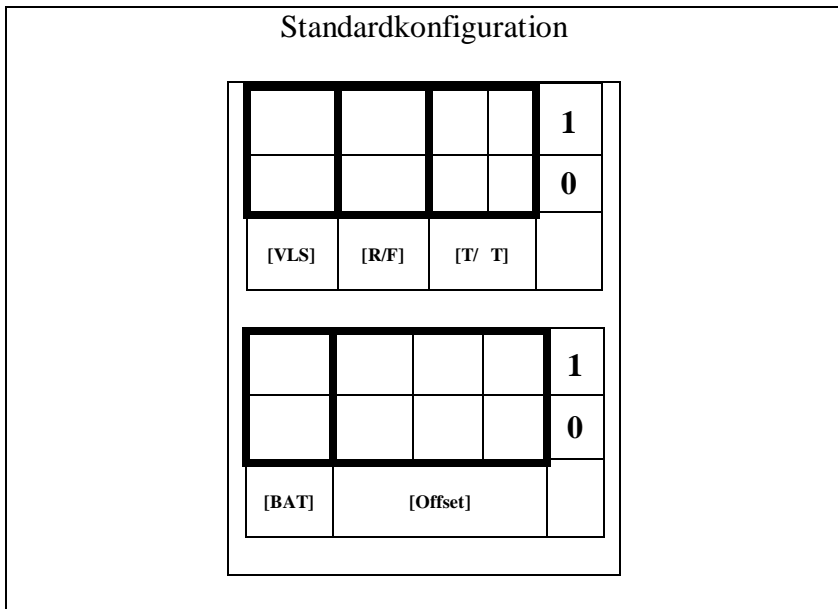 Standardkonfiguration
1
0
[VLS] [R/F] [T/ T]
1
0
[BAT] [Offset]